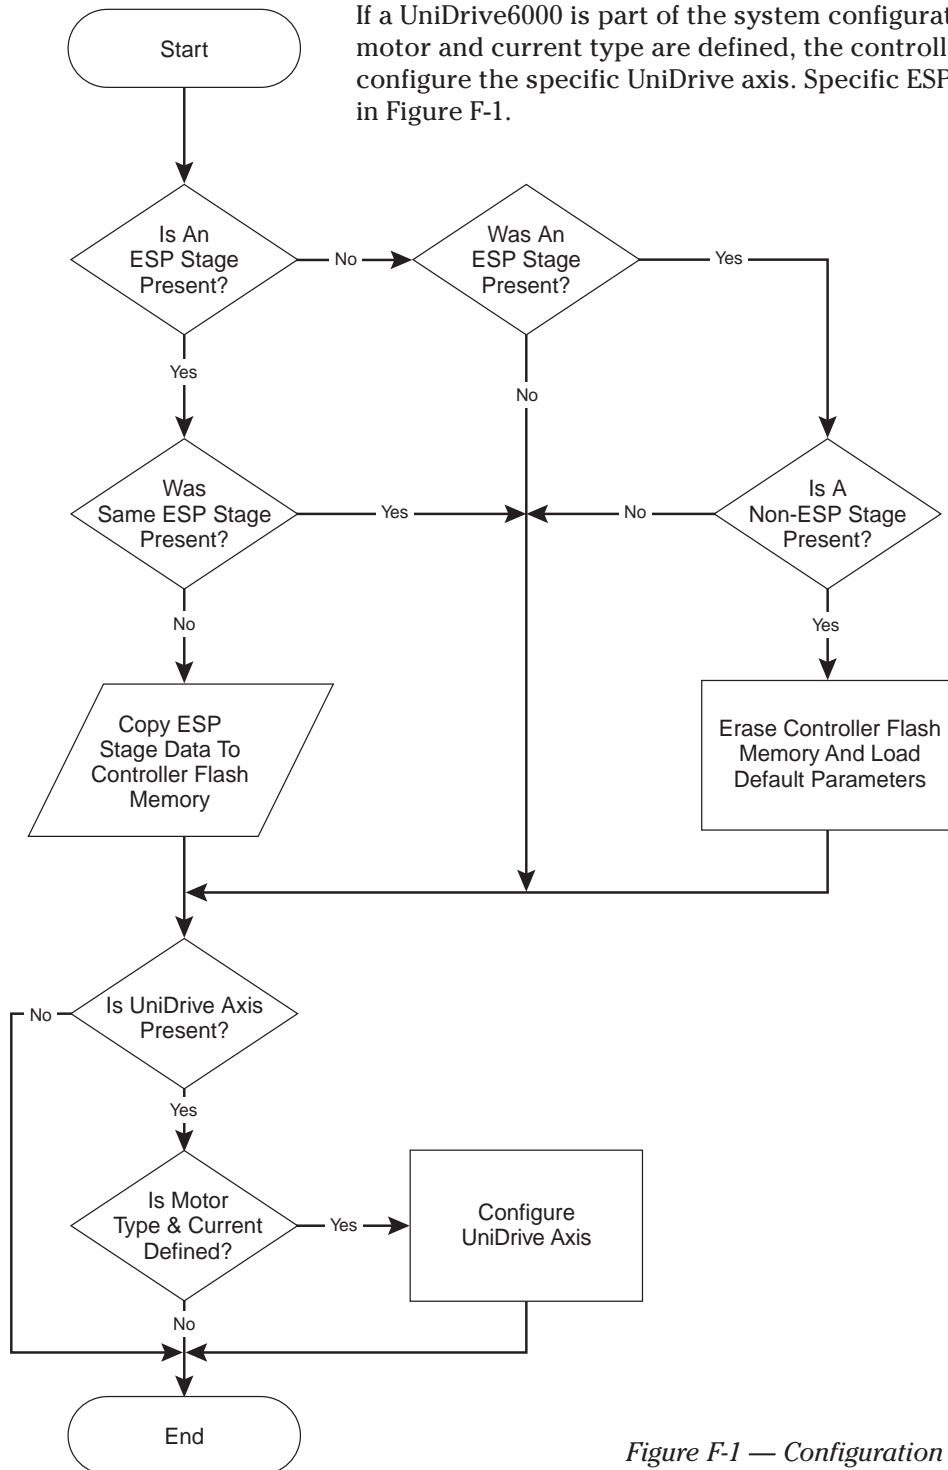 If a UniDrive6000 is part of the system configurat
motor and current type are defined, the controll
configure the specific UniDrive axis. Specific ESP
in Figure F-1.
Start
Is An
ESP Stage
Present?
No
Was An
ESP Stage
Present?
Yes
Yes
No
Was
Same ESP Stage
Present?
Yes
No
Is A
Non-ESP Stage
Present?
No
Yes
Copy ESP
Stage Data To
Controller Flash
Memory
Erase Controller Flash
Memory And Load
Default Parameters
No
Is UniDrive Axis
Present?
Yes
Is Motor
Type & Current
Defined?
Yes
Configure
UniDrive Axis
No
End
Figure F-1 — Configuration